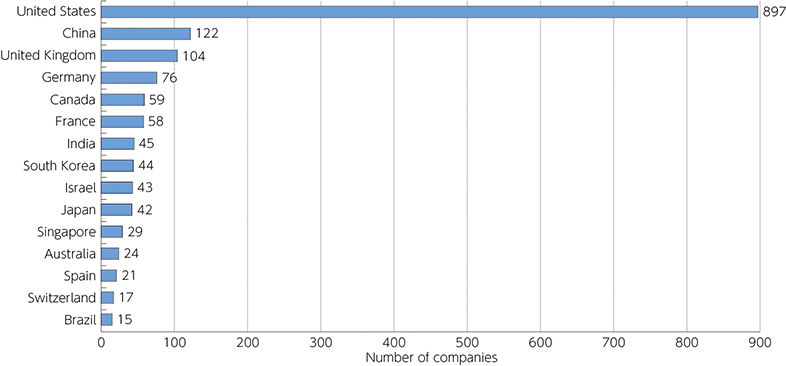 United States 897
China 122
United Kingdom 104
Germany 76
Canada 59
France 58
India 45
South Korea 44
Israel 43
Japan 42
Singapore 29
Australia 24
Spain 21
Switzerland 17
Brazil 15
0 100 200 300 400 500 600 700 800 900
Number of companies